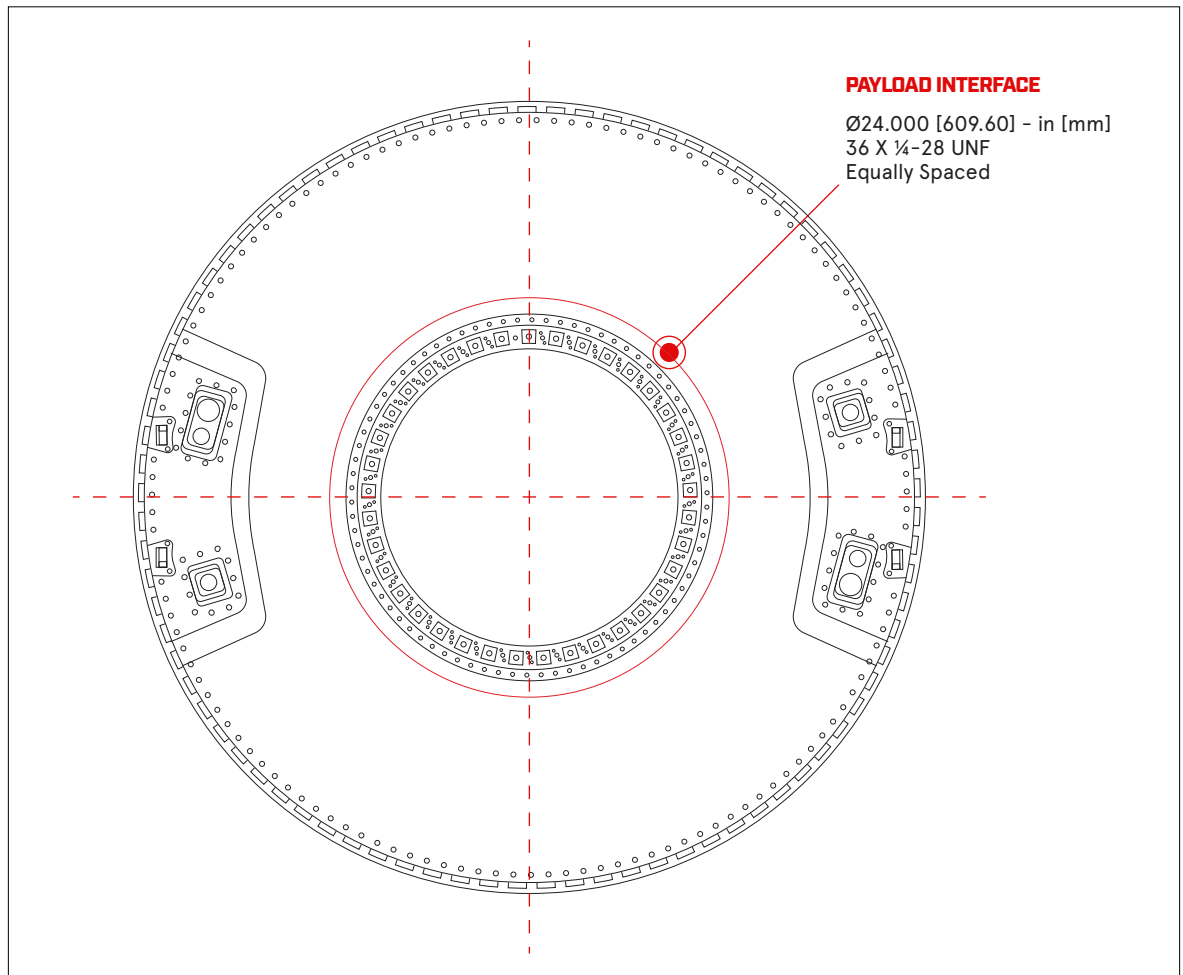 PAYLOAD INTERFACE
Ø24.000 [609.60] - in [mm]
36 X ¼-28 UNF
Equally Spaced